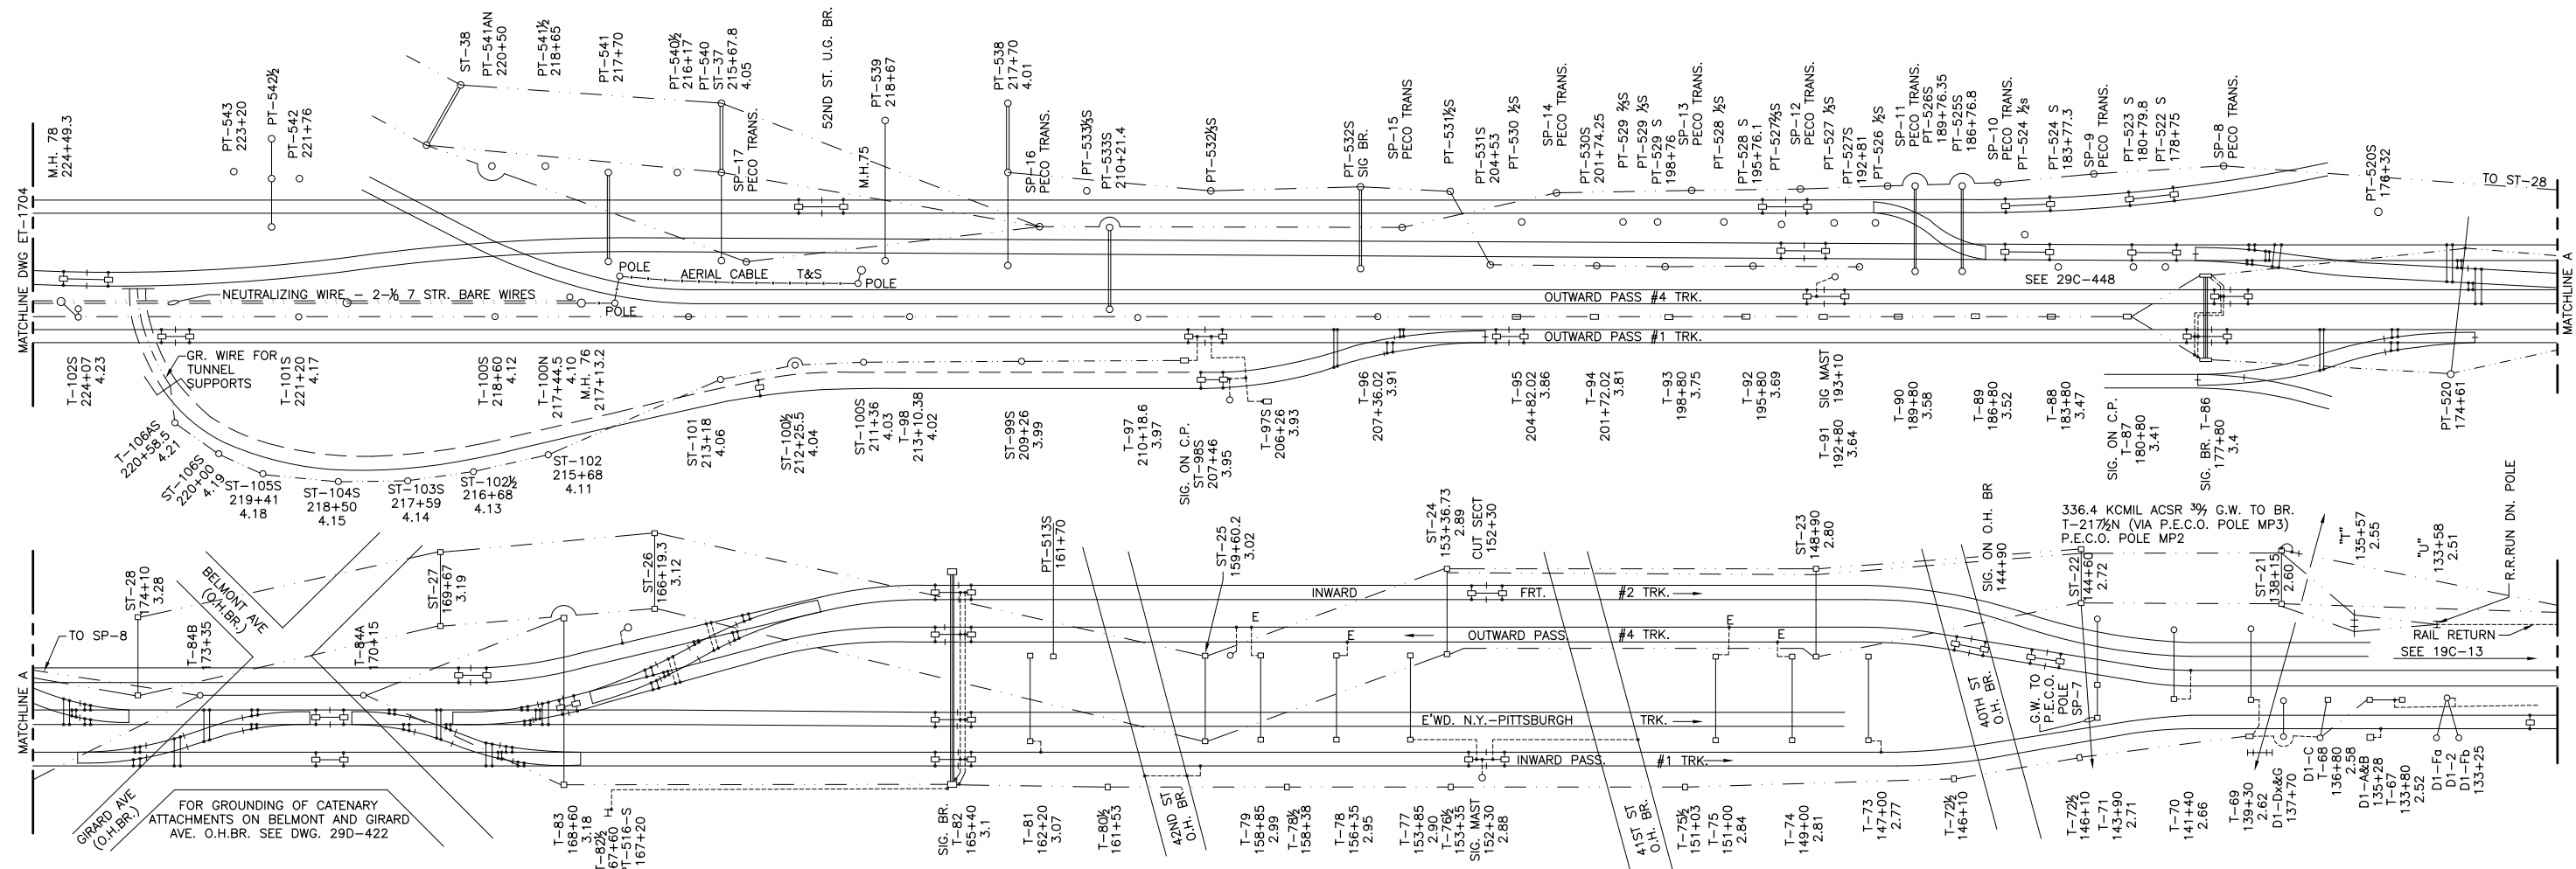 MATCHLINE DWG ET-1704
M.H. 78
224+49.3
PT-543
223+20
PT-542½
PT-542
221+76
ST-38
PT-541AN
220+50
PT-541½
218+65
PT-541
217+70
PT-540½
216+17
PT-540
ST-37
215+67.8
4.05
SP-17
PECO TRANS.
52ND ST. U.G. BR.
M.H.75
PT-539
218+67
PT-538
217+70
4.01
SP-16
PECO TRANS.
PT-533⅓S
PT-533S
210+21.4
PT-532⅓S
PT-532S
SIG BR.
SP-15
PECO TRANS
PT-531½S
PT-531S
204+53
PT-530 ½S
SP-14
PECO TRANS.
PT-530S
201+74.25
PT-529 ⅔S
PT-529 ⅓S
PT-529 S
198+76
SP-13
PECO TRANS.
PT-528 ½S
PT-528 S
195+76.1
PT-527⅔S
SP-12
PECO TRANS.
PT-527 ⅓S
PT-527S
192+81
PT-526 ½S
SP-11
PECO TRANS.
PT-526S
189+76.35
PT-525S
186+76.8
SP-10
PECO TRANS.
PT-524 ½s
PT-524 S
183+77.3
SP-9
PECO TRANS.
PT-523 S
180+79.8
PT-522 S
178+75
SP-8
PECO TRANS.
PT-520S
176+32
TO ST-28
MATCHLINE A
POLE
AERIAL CABLE T&S
POLE
POLE
NEUTRALIZING WIRE - 2-⅛ 7 STR. BARE WIRES
SEE 29C-448
OUTWARD PASS #4 TRK.
OUTWARD PASS #1 TRK.
GR. WIRE FOR
TUNNEL
SUPPORTS
T-102S
224+07
4.23
T-101S
221+20
4.17
T-100S
218+60
4.12
T-100N
217+44.5
4.10
M.H. 76
217+13.2
T-106AS
220+58.5
4.21
ST-106S
220+00
4.19
ST-105S
219+41
4.18
ST-104S
218+50
4.15
ST-103S
217+59
4.14
ST-102½
216+68
4.13
ST-102
215+68
4.11
ST-101
213+18
4.06
ST-100½
212+25.5
4.04
ST-100S
211+36
4.03
T-98
213+10.38
4.02
ST-99S
209+26
3.99
T-97
210+18.6
3.97
SIG. ON C.P.
ST-98S
207+46
3.95
T-97S
206+26
3.93
T-96
207+36.02
3.91
T-95
204+82.02
3.86
T-94
201+72.02
3.81
T-93
198+80
3.75
T-92
195+80
3.69
T-91 SIG MAST
192+80 193+10
3.64
T-90
189+80
3.58
T-89
186+80
3.52
T-88
183+80
3.47
SIG. ON C.P.
T-87
180+80
3.41
SIG. BR. T-86
177+80
3.4
PT-520
174+61
MATCHLINE A
TO SP-8
ST-28
174+10
3.28
T-84B
173+35
BELMONT AVE
(O.H.BR.)
T-84A
170+15
ST-27
169+67
3.19
ST-26
166+19.3
3.12
GIRARD AVE
(O.H.BR.)
FOR GROUNDING OF CATENARY
ATTACHMENTS ON BELMONT AND GIRARD
AVE. O.H.BR. SEE DWG. 29D-422
T-83
168+60
3.18
T-82½
67+60
PT-516-S
167+20
H
SIG. BR.
T-82
165+40
3.1
PT-513S
161+70
T-81
162+20
3.07
T-80½
161+53
42ND ST
O.H. BR.
ST-25
159+60.2
3.02
E
E
E
E
T-79
158+85
2.99
T-78½
158+38
T-78
156+35
2.95
T-77
153+85
2.90
T-76½
153+35
SIG. MAST
152+30
2.88
ST-24
153+36.73
2.89
CUT SECT
152+30
INWARD FRT. #2 TRK.
OUTWARD PASS #4 TRK.
E'WD. N.Y.-PITTSBURGH TRK.
INWARD PASS. #1 TRK.
41ST ST
O.H. BR.
T-75½
151+03
T-75
151+00
2.84
T-74
149+00
2.81
ST-23
148+90
2.80
T-73
147+00
2.77
T-72½
146+10
40TH ST
O.H. BR.
SIG. ON O.H. BR
144+90
G.W. TO
P.E.C.O.
POLE
SP-7
336.4 KCMIL ACSR 30/7 G.W. TO BR.
T-217½N (VIA P.E.C.O. POLE MP3)
P.E.C.O. POLE MP2
ST-22
144+60
2.72
T-72½
146+10
T-71
143+90
2.71
T-70
141+40
2.66
ST-21
138+15
2.60
"T"
135+57
2.55
"U"
133+58
2.51
R.R.RUN DN. POLE
RAIL RETURN
SEE 19C-13
T-69
139+30
2.62
D1-Dx&G
137+70
D1-C
T-68
136+80
2.58
D1-A&B
135+28
T-67
133+80
2.52
D1-Fa
D1-2
D1-Fb
133+25
MATCHLINE A